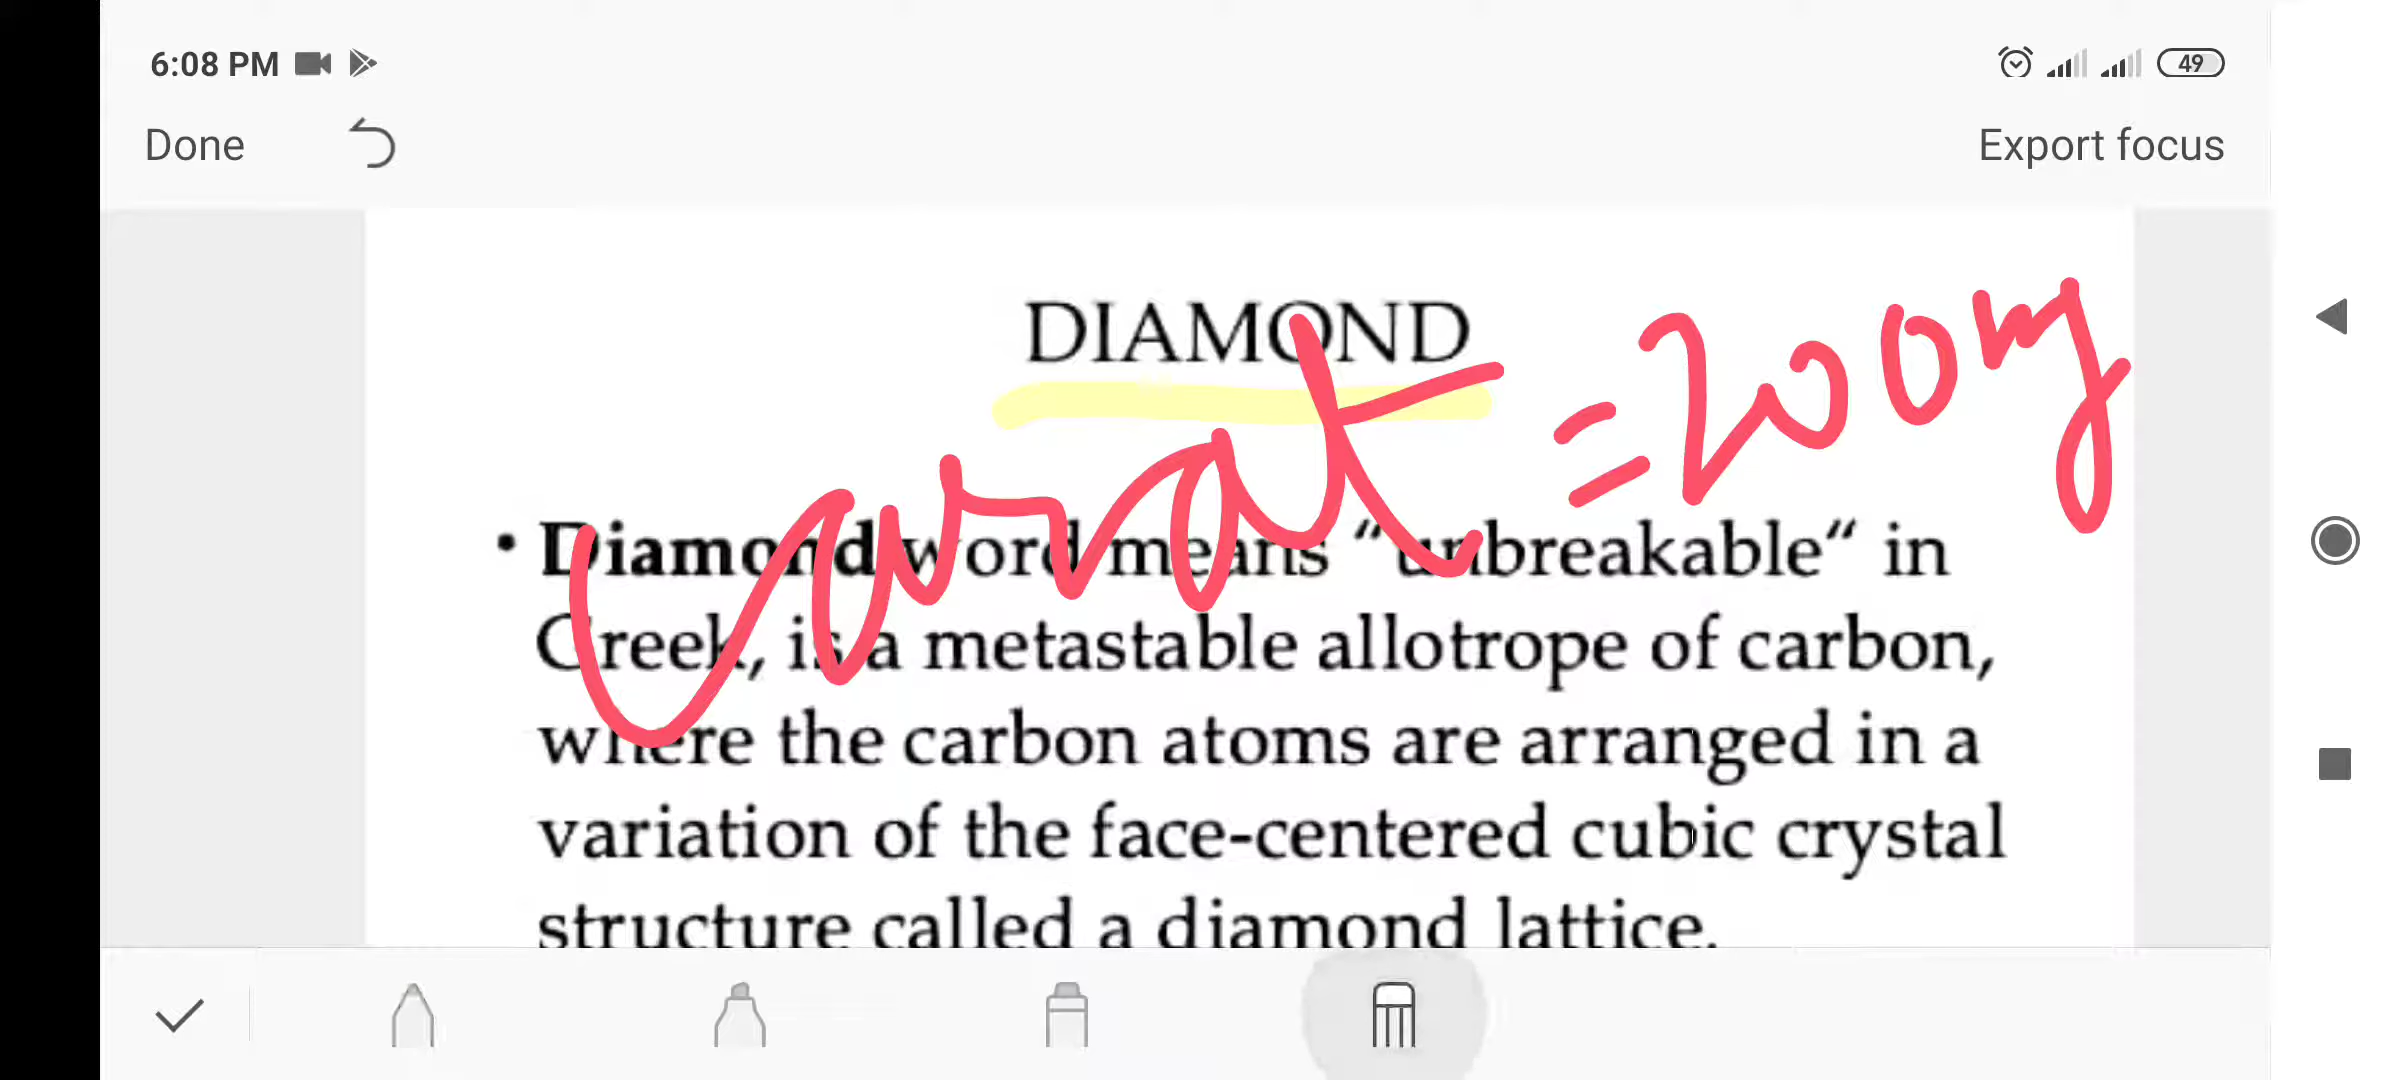 6:08 PM
49
Done
Export focus
DIAMOND
carat = 200mg
• Diamond word means “unbreakable“ in
Greek, is a metastable allotrope of carbon,
where the carbon atoms are arranged in a
variation of the face-centered cubic crystal
structure called a diamond lattice.